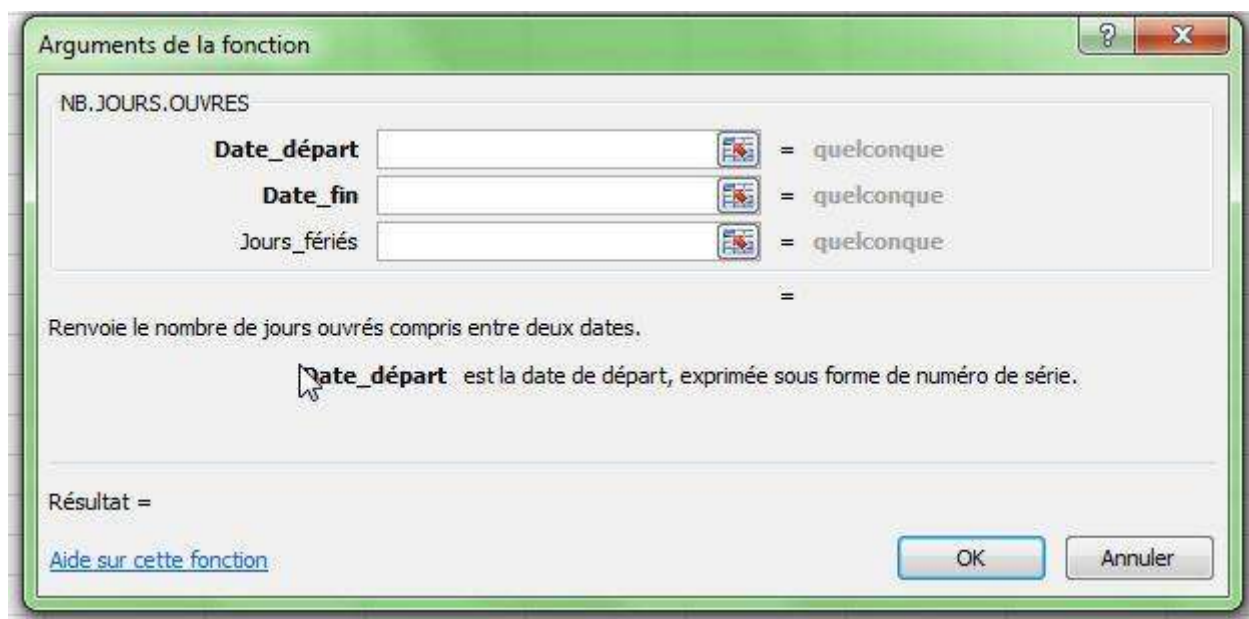 Arguments de la fonction
NB.JOURS.OUVRES
Date_départ = quelconque
Date_fin = quelconque
Jours_fériés = quelconque
=
Renvoie le nombre de jours ouvrés compris entre deux dates.
Date_départ est la date de départ, exprimée sous forme de numéro de série.
Résultat =
Aide sur cette fonction OK Annuler